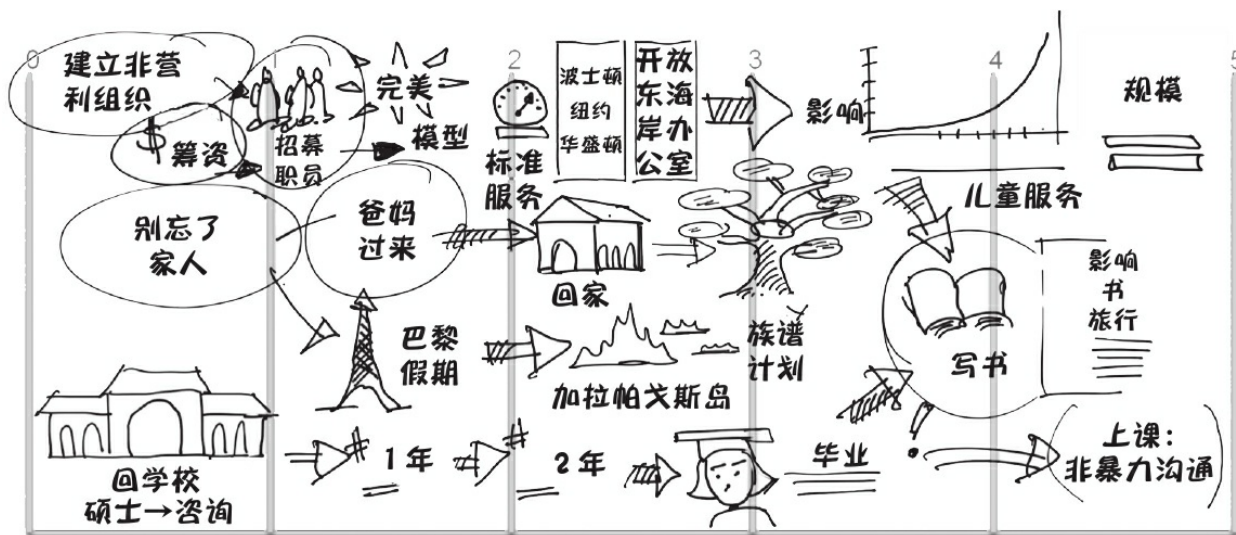 0
1
2
3
4
5
建立非营
利组织
$
筹资
招募
职员
完美
模型
标准
服务
波士顿
纽约
华盛顿
开放
东海
岸办
公室
影响
规模
儿童服务
别忘了
家人
爸妈
过来
回家
族谱
计划
巴黎
假期
加拉帕戈斯岛
写书
影响
书
旅行
回学校
硕士→咨询
1年
2年
毕业
上课：
非暴力沟通